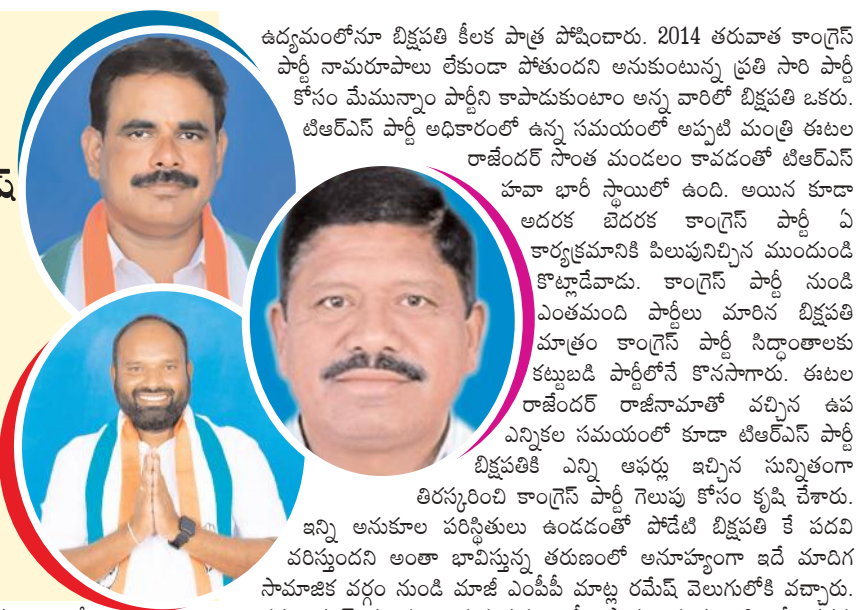 ఉద్యమంలోనూ బిక్షపతి కీలక పాత్ర పోషించారు. 2014 తరువాత కాంగ్రెస్
పార్టీ నామరూపాలు లేకుండా పోతుందని అనుకుంటున్న ప్రతి సారి పార్టీ
కోసం మేమున్నాం పార్టీని కాపాడుకుంటాం అన్న వారిలో బిక్షపతి ఒకరు.
టిఆర్ఎస్ పార్టీ అధికారంలో ఉన్న సమయంలో అప్పటి మంత్రి ఈటల
రాజేందర్ సొంత మండలం కావడంతో టిఆర్ఎస్
హవా భారీ స్థాయిలో ఉంది. అయిన కూడా
అదరక బెదరక కాంగ్రెస్ పార్టీ ఏ
కార్యక్రమానికి పిలుపునిచ్చిన ముందుండి
కొట్లాడేవాడు. కాంగ్రెస్ పార్టీ నుండి
ఎంతమంది పార్టీలు మారిన బిక్షపతి
మాత్రం కాంగ్రెస్ పార్టీ సిద్ధాంతాలకు
కట్టుబడి పార్టీలోనే కొనసాగారు. ఈటల
రాజేందర్ రాజీనామాతో వచ్చిన ఉప
ఎన్నికల సమయంలో కూడా టిఆర్ఎస్ పార్టీ
బిక్షపతికి ఎన్ని ఆఫర్లు ఇచ్చిన సున్నితంగా
తిరస్కరించి కాంగ్రెస్ పార్టీ గెలుపు కోసం కృషి చేశారు.
ఇన్ని అనుకూల పరిస్థితులు ఉండడంతో పోడేటి బిక్షపతి కే పదవి
వరిస్తుందని అంతా భావిస్తున్న తరుణంలో అనూహ్యంగా ఇదే మాదిగ
సామాజిక వర్గం నుండి మాజీ ఎంపీపీ మాట్ల రమేష్ వెలుగులోకి వచ్చారు.